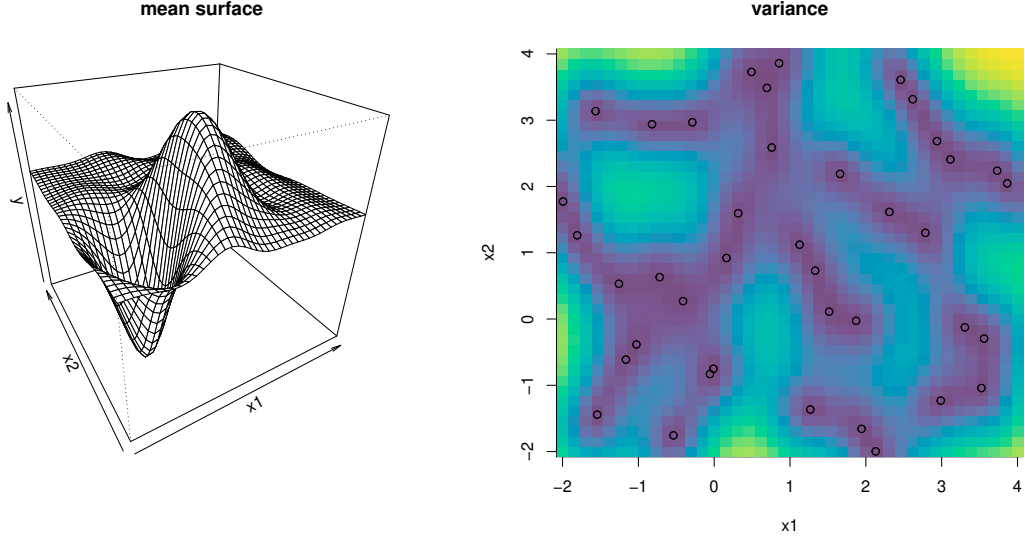 mean surface
y
x2
x1
variance
4
3
2
1
0
−1
−2
x2
−2 −1 0 1 2 3 4
x1